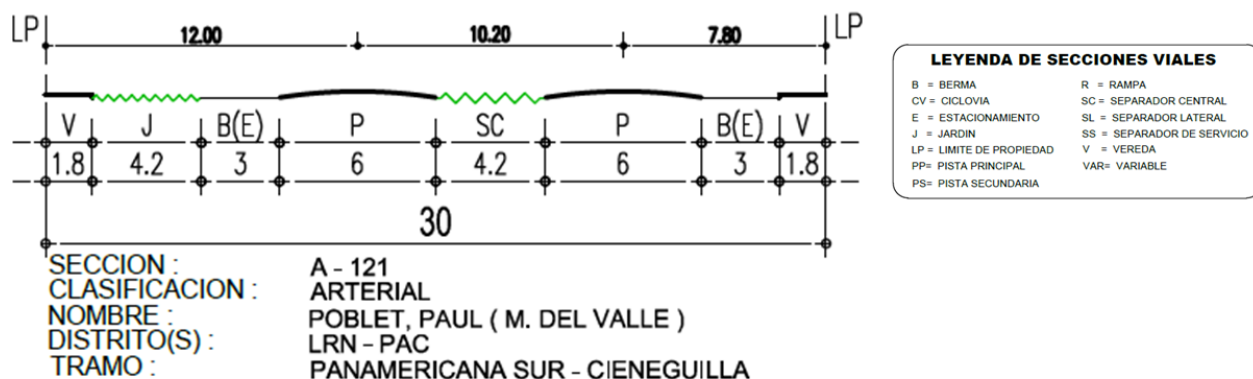 LP 12.00 10.20 7.80 LP
V J B(E) P SC P B(E) V
1.8 4.2 3 6 4.2 6 3 1.8
30
SECCION : A - 121
CLASIFICACION : ARTERIAL
NOMBRE : POBLET, PAUL ( M. DEL VALLE )
DISTRITO(S) : LRN - PAC
TRAMO : PANAMERICANA SUR - CIENEGUILLA
LEYENDA DE SECCIONES VIALES
B = BERMA
CV = CICLOVIA
E = ESTACIONAMIENTO
J = JARDIN
LP = LIMITE DE PROPIEDAD
PP= PISTA PRINCIPAL
PS= PISTA SECUNDARIA
R = RAMPA
SC = SEPARADOR CENTRAL
SL = SEPARADOR LATERAL
SS = SEPARADOR DE SERVICIO
V = VEREDA
VAR= VARIABLE